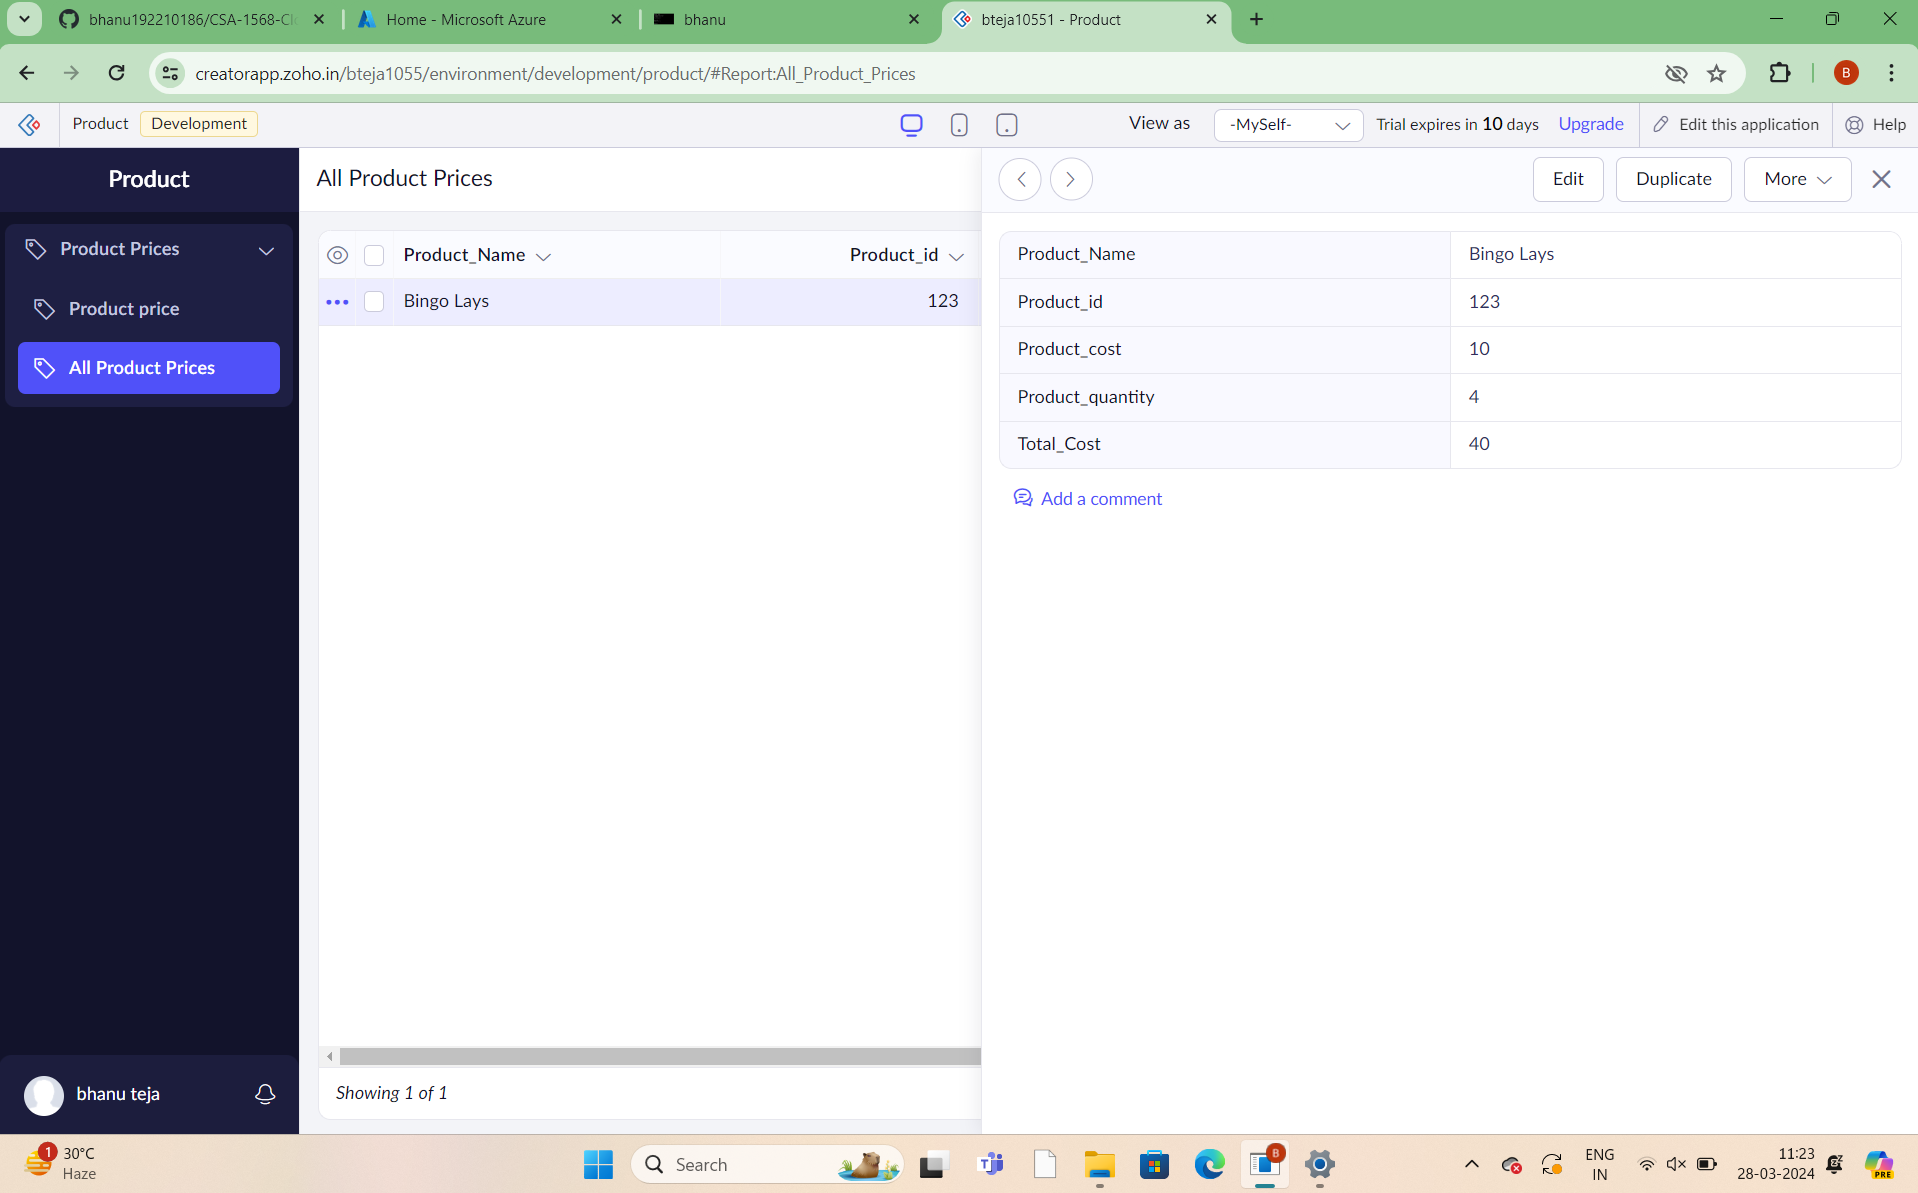 bhanu192210186/CSA-1568-Cl
Home - Microsoft Azure
bhanu
bteja10551 - Product
creatorapp.zoho.in/bteja1055/environment/development/product/#Report:All_Product_Prices
B
Product
Development
View as
-MySelf-
Trial expires in 10 days
Upgrade
Edit this application
Help
Product
All Product Prices
Edit
Duplicate
More
Product Prices
Product price
All Product Prices
Product_Name
Product_id
Bingo Lays
123
Product_Name
Bingo Lays
Product_id
123
Product_cost
10
Product_quantity
4
Total_Cost
40
Add a comment
Showing 1 of 1
bhanu teja
1
30°C
Haze
Search
B
ENG
IN
11:23
28-03-2024
PRE